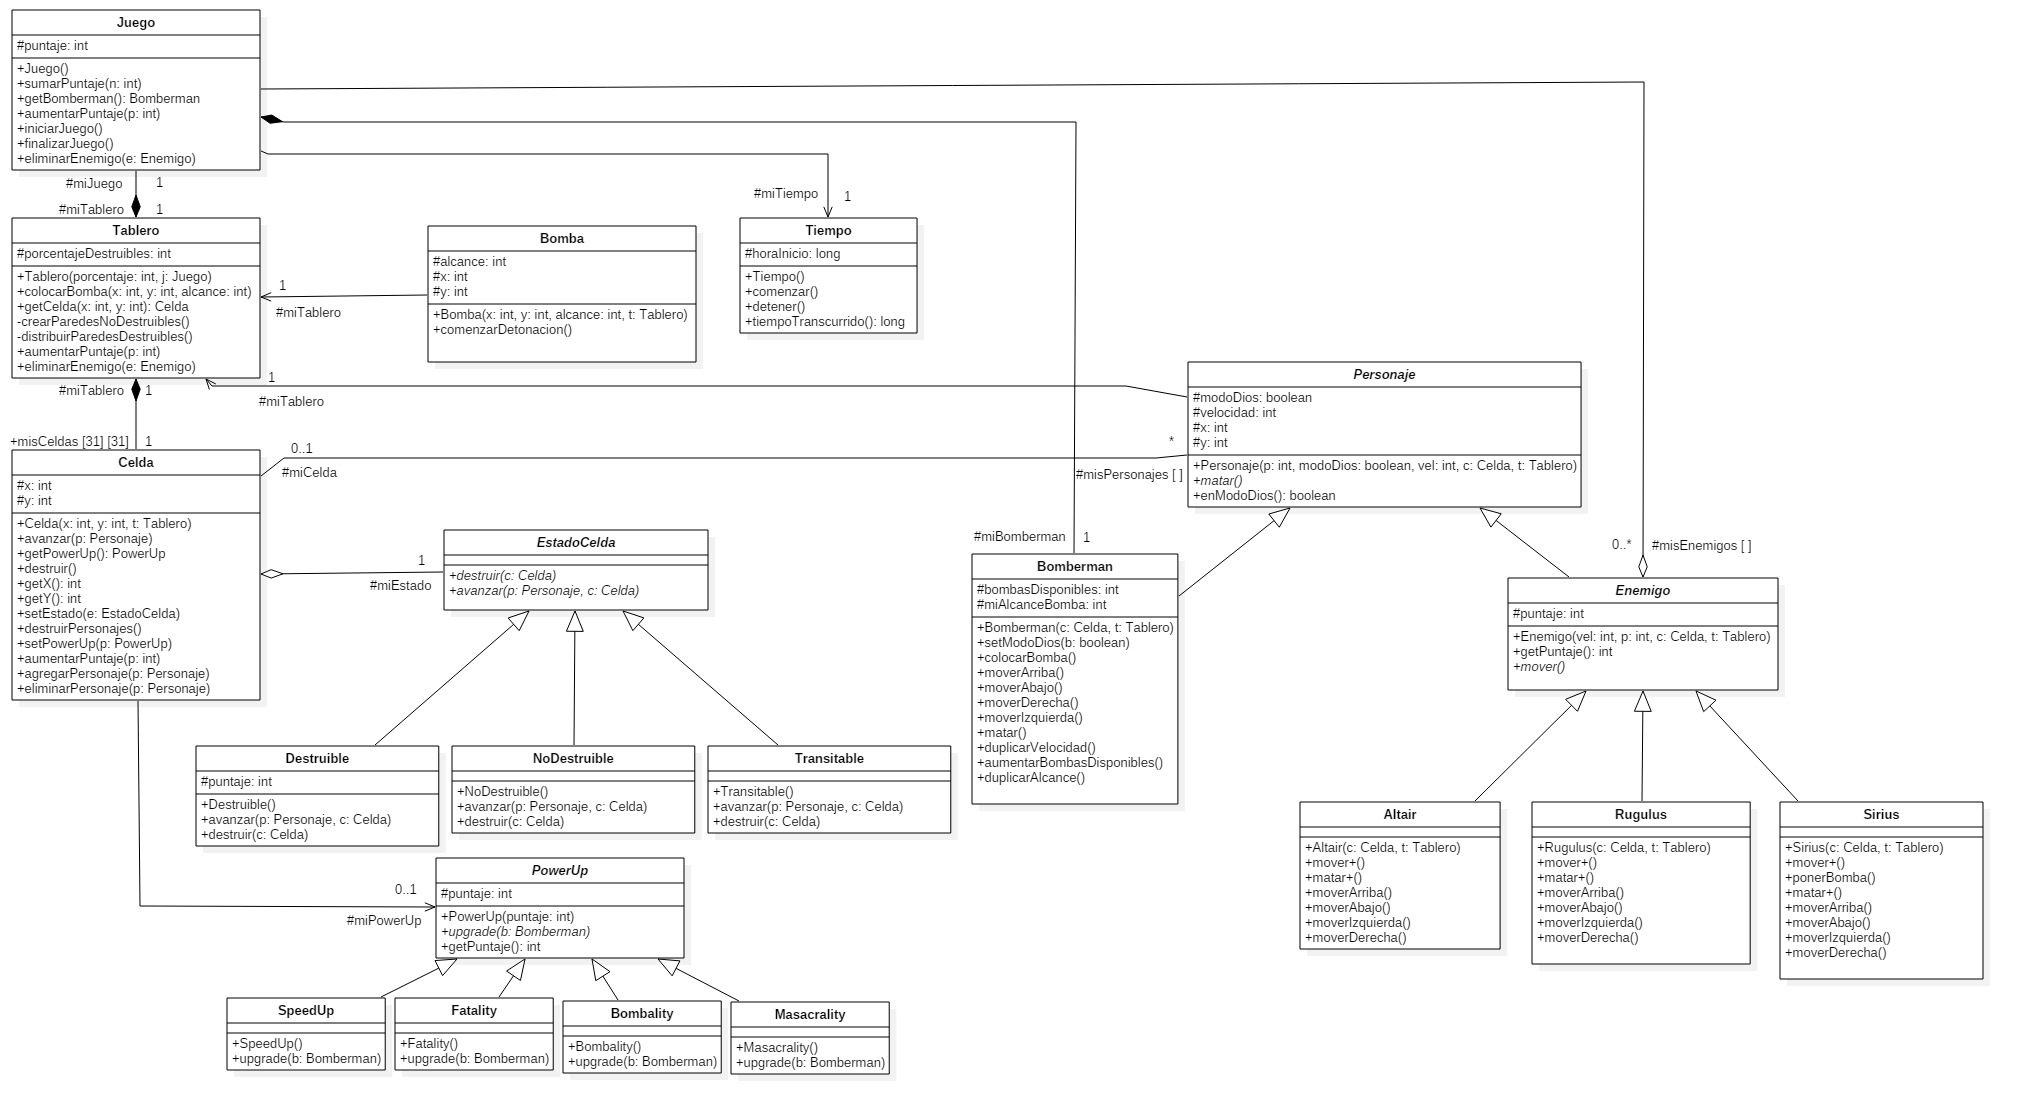 Juego
#puntaje: int
+Juego()
+sumarPuntaje(n: int)
+getBomberman(): Bomberman
+aumentarPuntaje(p: int)
+iniciarJuego()
+finalizarJuego()
+eliminarEnemigo(e: Enemigo)
#miJuego 1
#miTablero 1
Tablero
#porcentajeDestruibles: int
+Tablero(porcentaje: int, j: Juego)
+colocarBomba(x: int, y: int, alcance: int)
+getCelda(x: int, y: int): Celda
-crearParedesNoDestruibles()
-distribuirParedesDestruibles()
+aumentarPuntaje(p: int)
+eliminarEnemigo(e: Enemigo)
1
#miTablero
Bomba
#alcance: int
#x: int
#y: int
+Bomba(x: int, y: int, alcance: int, t: Tablero)
+comenzarDetonacion()
#miTiempo 1
Tiempo
#horaInicio: long
+Tiempo()
+comenzar()
+detener()
+tiempoTranscurrido(): long
#miTablero 1
1
#miTablero
+misCeldas [31] [31] 1
Personaje
#modoDios: boolean
#velocidad: int
#x: int
#y: int
+Personaje(p: int, modoDios: boolean, vel: int, c: Celda, t: Tablero)
+matar()
+enModoDios(): boolean
0..1
#miCelda
*
#misPersonajes [ ]
Celda
#x: int
#y: int
+Celda(x: int, y: int, t: Tablero)
+avanzar(p: Personaje)
+getPowerUp(): PowerUp
+destruir()
+getX(): int
+getY(): int
+setEstado(e: EstadoCelda)
+destruirPersonajes()
+setPowerUp(p: PowerUp)
+aumentarPuntaje(p: int)
+agregarPersonaje(p: Personaje)
+eliminarPersonaje(p: Personaje)
1
#miEstado
EstadoCelda
+destruir(c: Celda)
+avanzar(p: Personaje, c: Celda)
#miBomberman 1
Bomberman
#bombasDisponibles: int
#miAlcanceBomba: int
+Bomberman(c: Celda, t: Tablero)
+setModoDios(b: boolean)
+colocarBomba()
+moverArriba()
+moverAbajo()
+moverDerecha()
+moverIzquierda()
+matar()
+duplicarVelocidad()
+aumentarBombasDisponibles()
+duplicarAlcance()
0..* #misEnemigos [ ]
Enemigo
#puntaje: int
+Enemigo(vel: int, p: int, c: Celda, t: Tablero)
+getPuntaje(): int
+mover()
Destruible
#puntaje: int
+Destruible()
+avanzar(p: Personaje, c: Celda)
+destruir(c: Celda)
NoDestruible
+NoDestruible()
+avanzar(p: Personaje, c: Celda)
+destruir(c: Celda)
Transitable
+Transitable()
+avanzar(p: Personaje, c: Celda)
+destruir(c: Celda)
Altair
+Altair(c: Celda, t: Tablero)
+mover+()
+matar+()
+moverArriba()
+moverAbajo()
+moverIzquierda()
+moverDerecha()
Rugulus
+Rugulus(c: Celda, t: Tablero)
+mover+()
+matar+()
+moverArriba()
+moverAbajo()
+moverIzquierda()
+moverDerecha()
Sirius
+Sirius(c: Celda, t: Tablero)
+mover+()
+ponerBomba()
+matar+()
+moverArriba()
+moverAbajo()
+moverIzquierda()
+moverDerecha()
0..1
#miPowerUp
PowerUp
#puntaje: int
+PowerUp(puntaje: int)
+upgrade(b: Bomberman)
+getPuntaje(): int
SpeedUp
+SpeedUp()
+upgrade(b: Bomberman)
Fatality
+Fatality()
+upgrade(b: Bomberman)
Bombality
+Bombality()
+upgrade(b: Bomberman)
Masacrality
+Masacrality()
+upgrade(b: Bomberman)